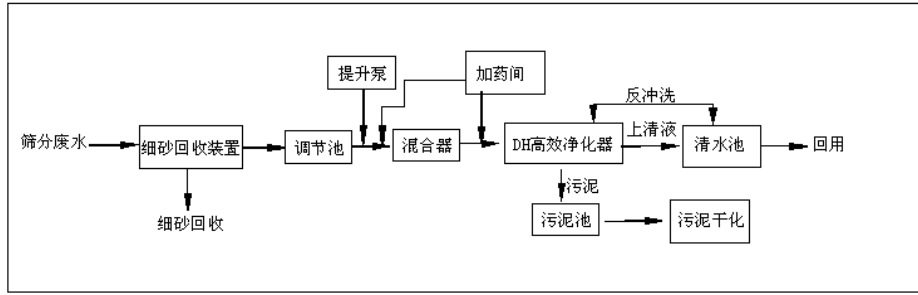 提升泵
加药间
反冲洗
筛分废水
细砂回收装置
调节池
混合器
DH高效净化器
上清液
清水池
回用
污泥
细砂回收
污泥池
污泥干化